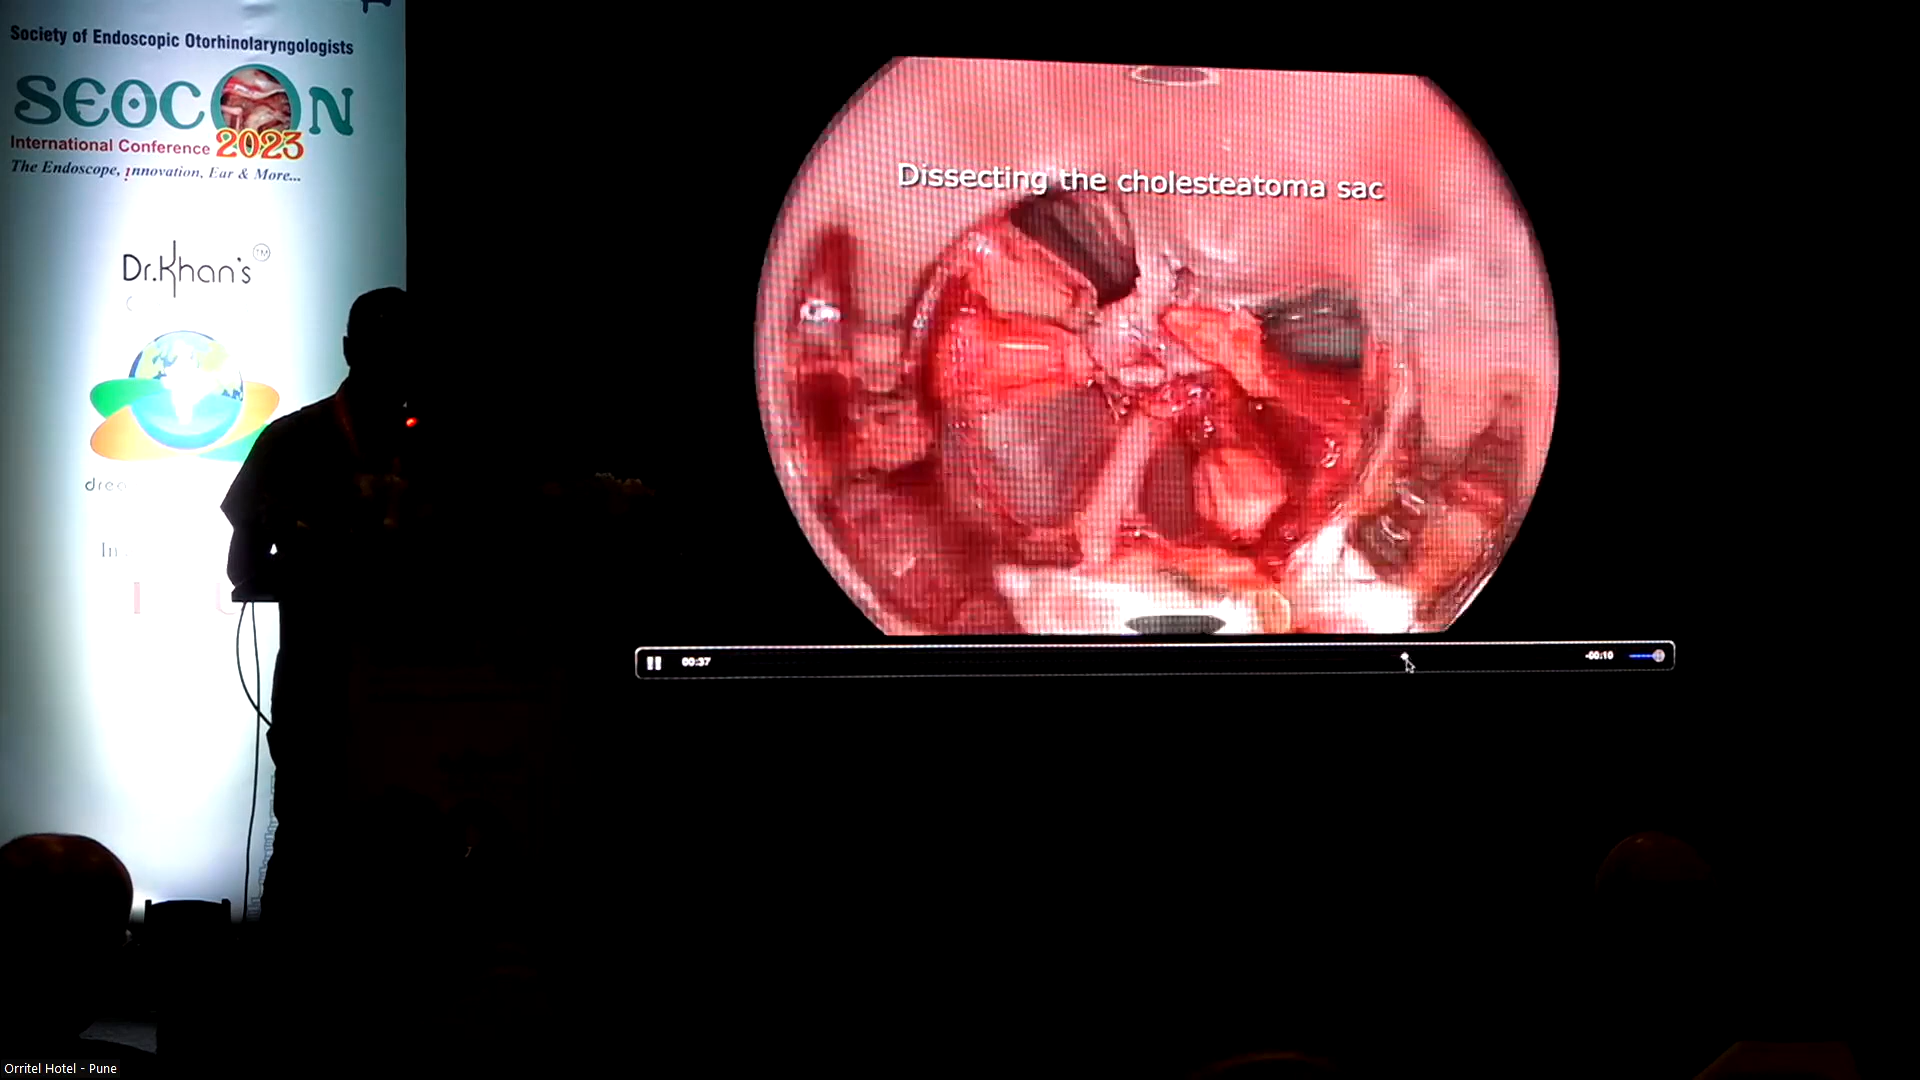 Society of Endoscopic Otorhinolaryngologists
SEOCON
International Conference 2023
The Endoscope, innovation, Ear & More...
Dr.Khan's TM
Dissecting the cholesteatoma sac
00:37
-00:10
Orritel Hotel - Pune